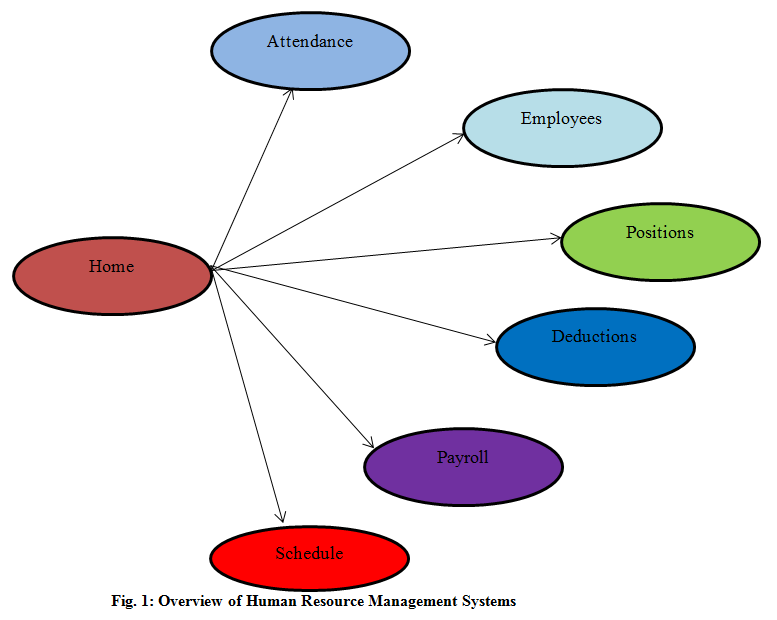 Attendance
Employees
Positions
Home
Deductions
Payroll
Schedule
Fig. 1: Overview of Human Resource Management Systems